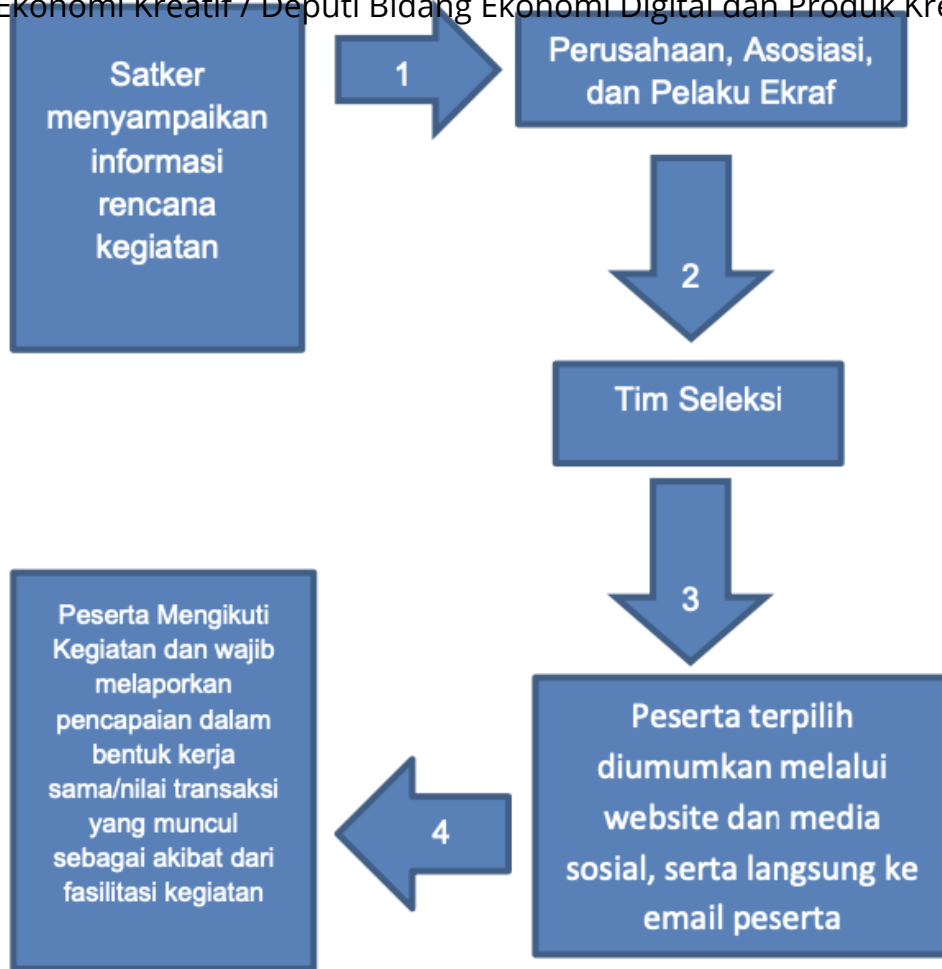 Ekonomi Kreatif / Deputi Bidang Ekonomi Digital dan Produk
Satker
menyampaikan
informasi
rencana
kegiatan
1
Perusahaan, Asosiasi,
dan Pelaku Ekraf
2
Tim Seleksi
3
Peserta terpilih
diumumkan melalui
website dan media
sosial, serta langsung ke
email peserta
4
Peserta Mengikuti
Kegiatan dan wajib
melaporkan
pencapaian dalam
bentuk kerja
sama/nilai transaksi
yang muncul
sebagai akibat dari
fasilitasi kegiatan